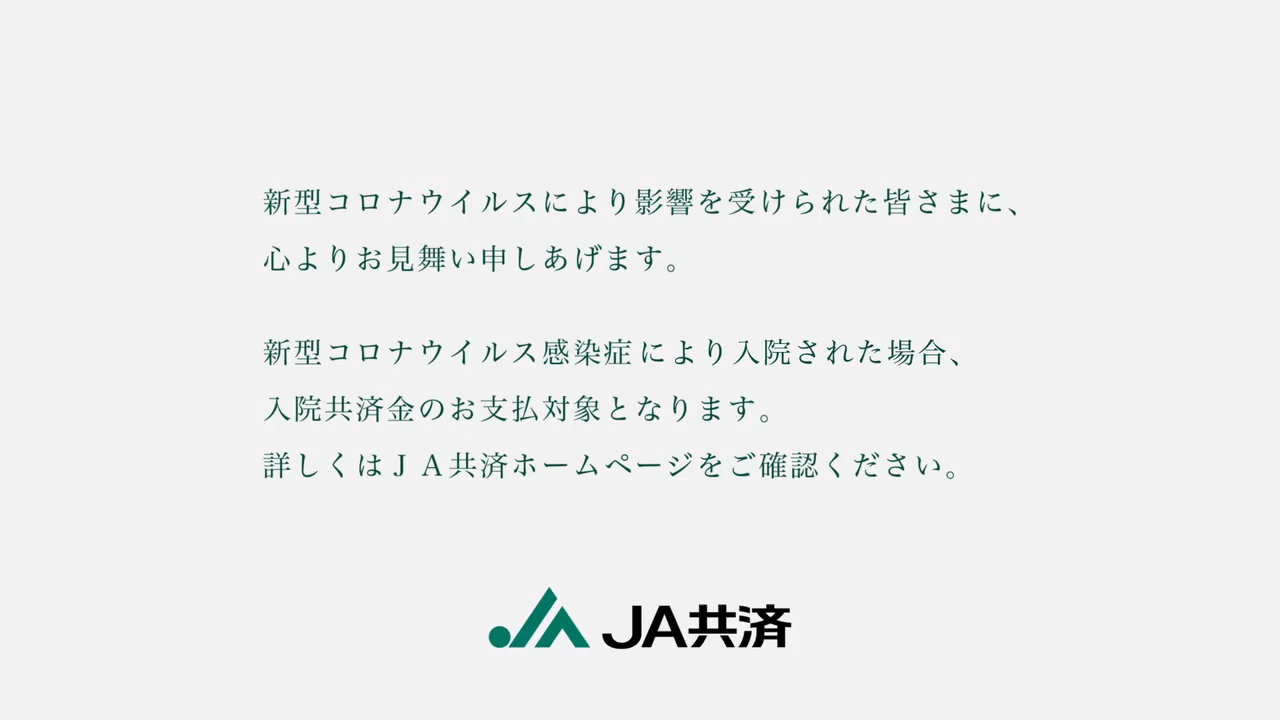 新型コロナウイルスにより影響を受けられた皆さまに、
心よりお見舞い申しあげます。
新型コロナウイルス感染症により入院された場合、
入院共済金のお支払対象となります。
詳しくはＪＡ共済ホームページをご確認ください。
JA共済